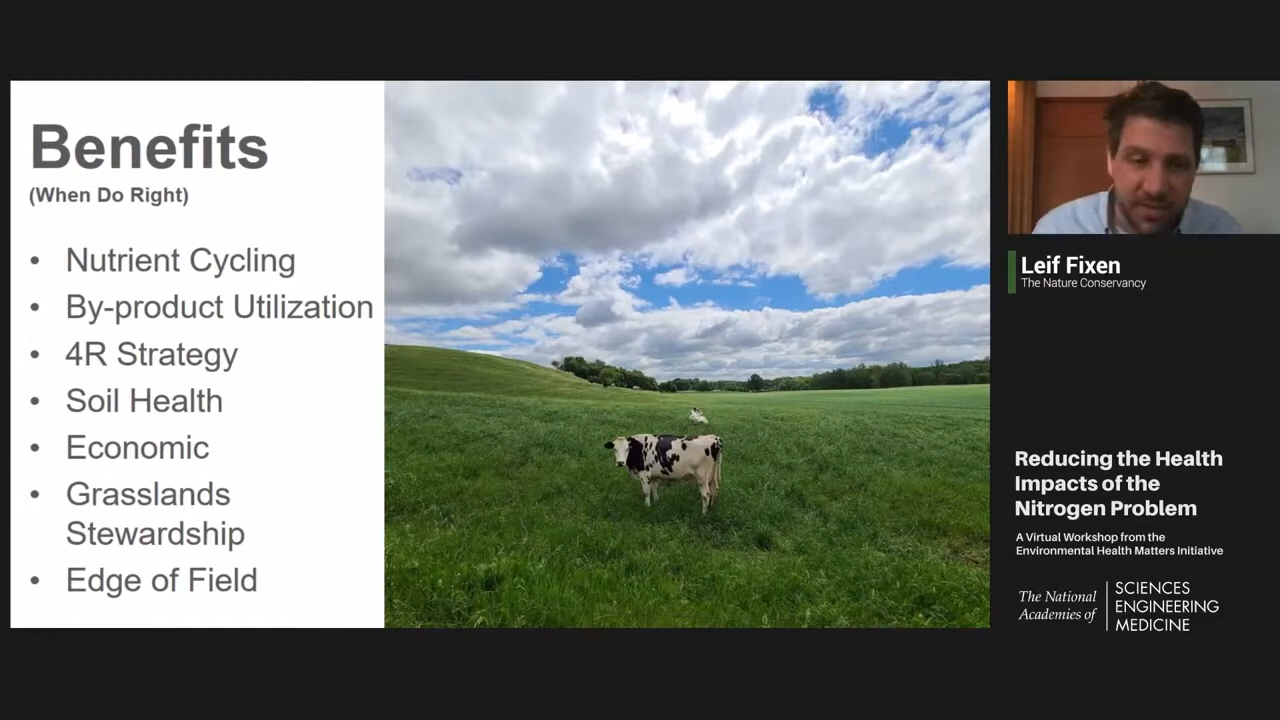 Benefits
(When Do Right)
• Nutrient Cycling
• By-product Utilization
• 4R Strategy
• Soil Health
• Economic
• Grasslands
Stewardship
• Edge of Field
Leif Fixen
The Nature Conservancy
Reducing the Health
Impacts of the
Nitrogen Problem
A Virtual Workshop from the
Environmental Health Matters Initiative
The National
Academies of
SCIENCES
ENGINEERING
MEDICINE